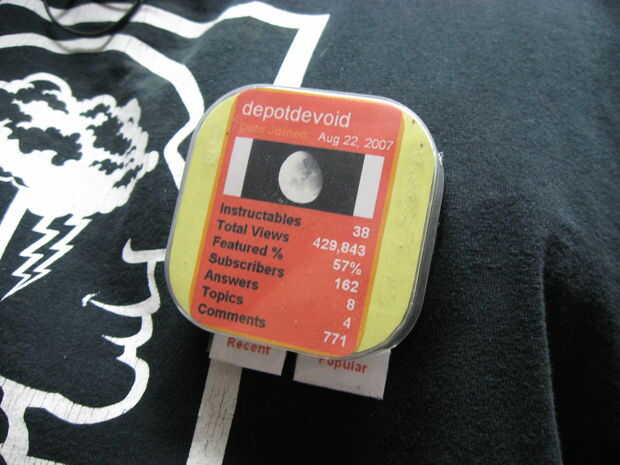 depotdevoid
Date Joined: Aug 22, 2007
Instructables 38
Total Views 429,843
Featured % 57%
Subscribers 162
Answers 8
Topics 4
Comments 771
Recent
Popular